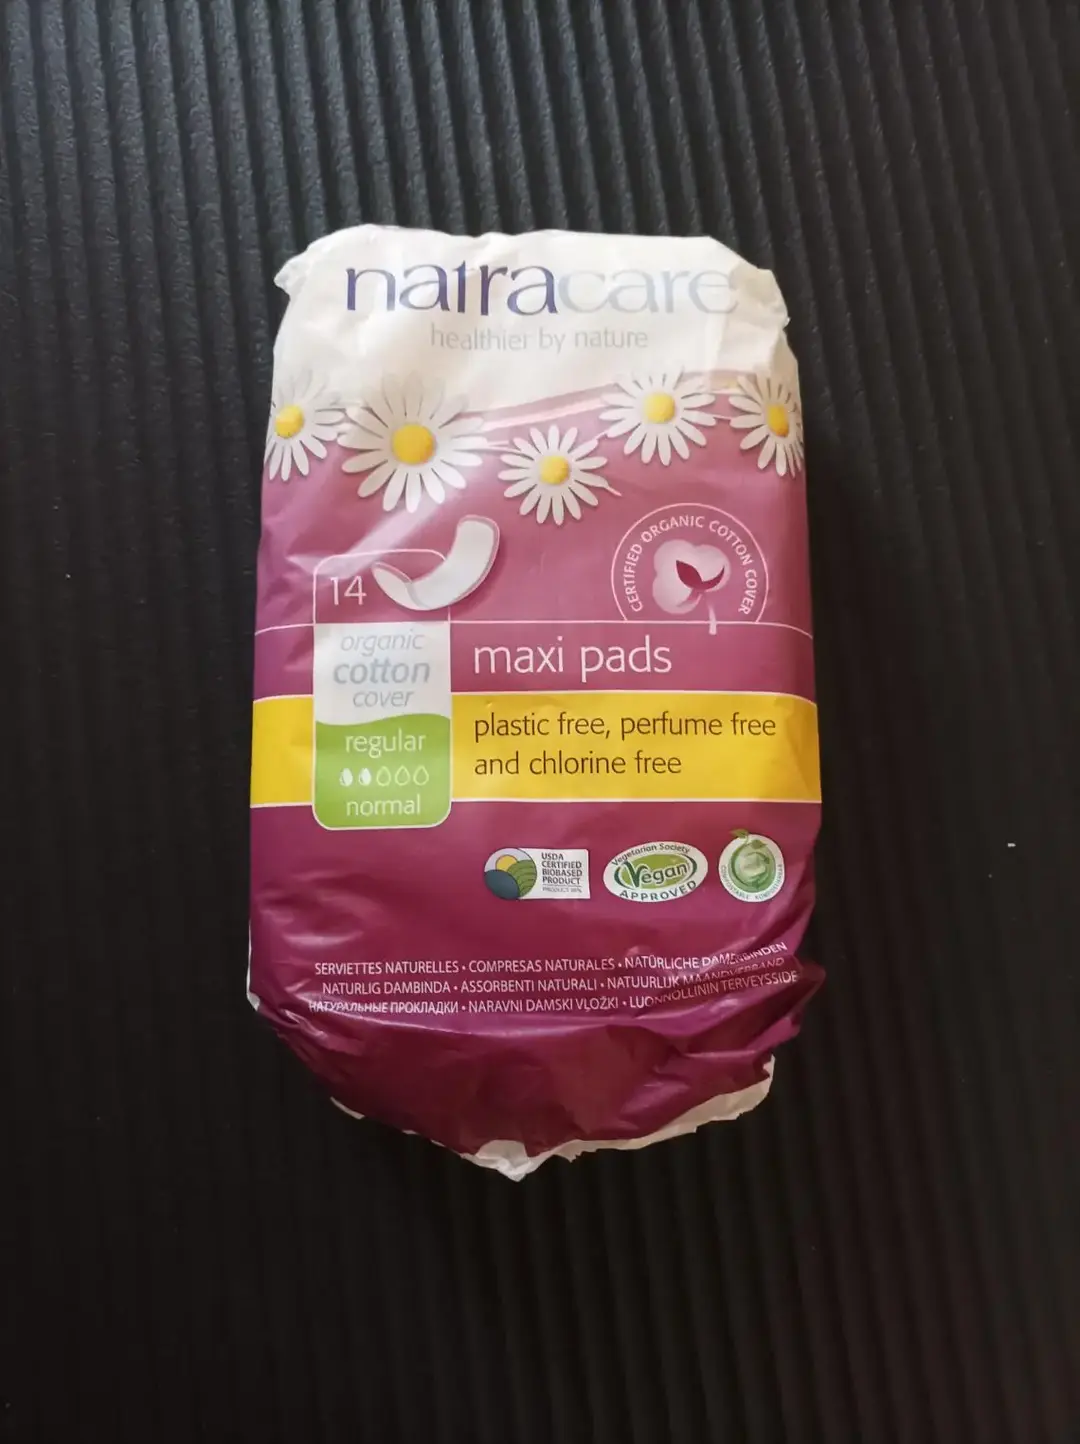 natracare
healthier by nature
CERTIFIED ORGANIC COTTON COVER
14
organic
cotton
cover
regular
normal
maxi pads
plastic free, perfume free
and chlorine free
USDA
CERTIFIED
BIOBASED
PRODUCT
Vegetarian Society
Vegan
APPROVED
SERVIETTES NATURELLES • COMPRESAS NATURALES • NATÜRLICHE DAMENBINDEN
NATURLIG DAMBINDA • ASSORBENTI NATURALI • NATUURLIJK MAANDVERBAND
НАТУРАЛЬНЫЕ ПРОКЛАДКИ • NARAVNI DAMSKI VLOŽKI • LUONNOLLININ TERVEYSSIDE